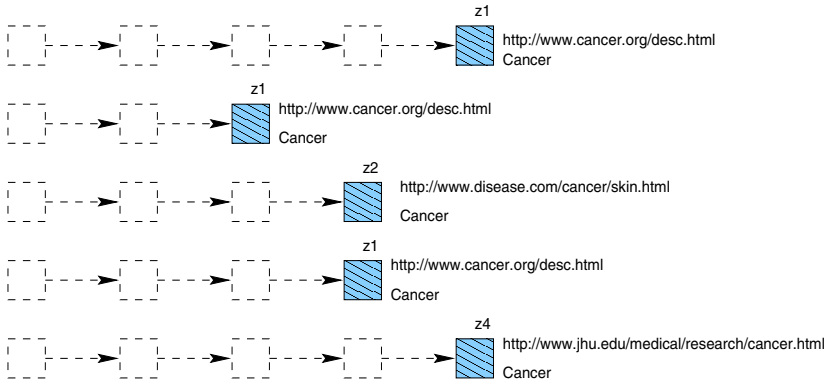 z1
http://www.cancer.org/desc.html
Cancer
z1
http://www.cancer.org/desc.html
Cancer
z2
http://www.disease.com/cancer/skin.html
Cancer
z1
http://www.cancer.org/desc.html
Cancer
z4
http://www.jhu.edu/medical/research/cancer.html
Cancer